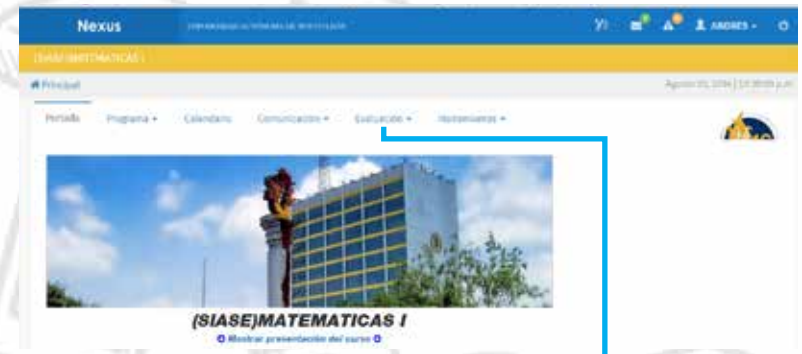 Nexus
ANDRES
(SIASE)MATEMATICAS I
Principal
Portada Programa Calendario Comunicación Evaluación Herramientas
(SIASE)MATEMATICAS I
Mostrar presentación del curso